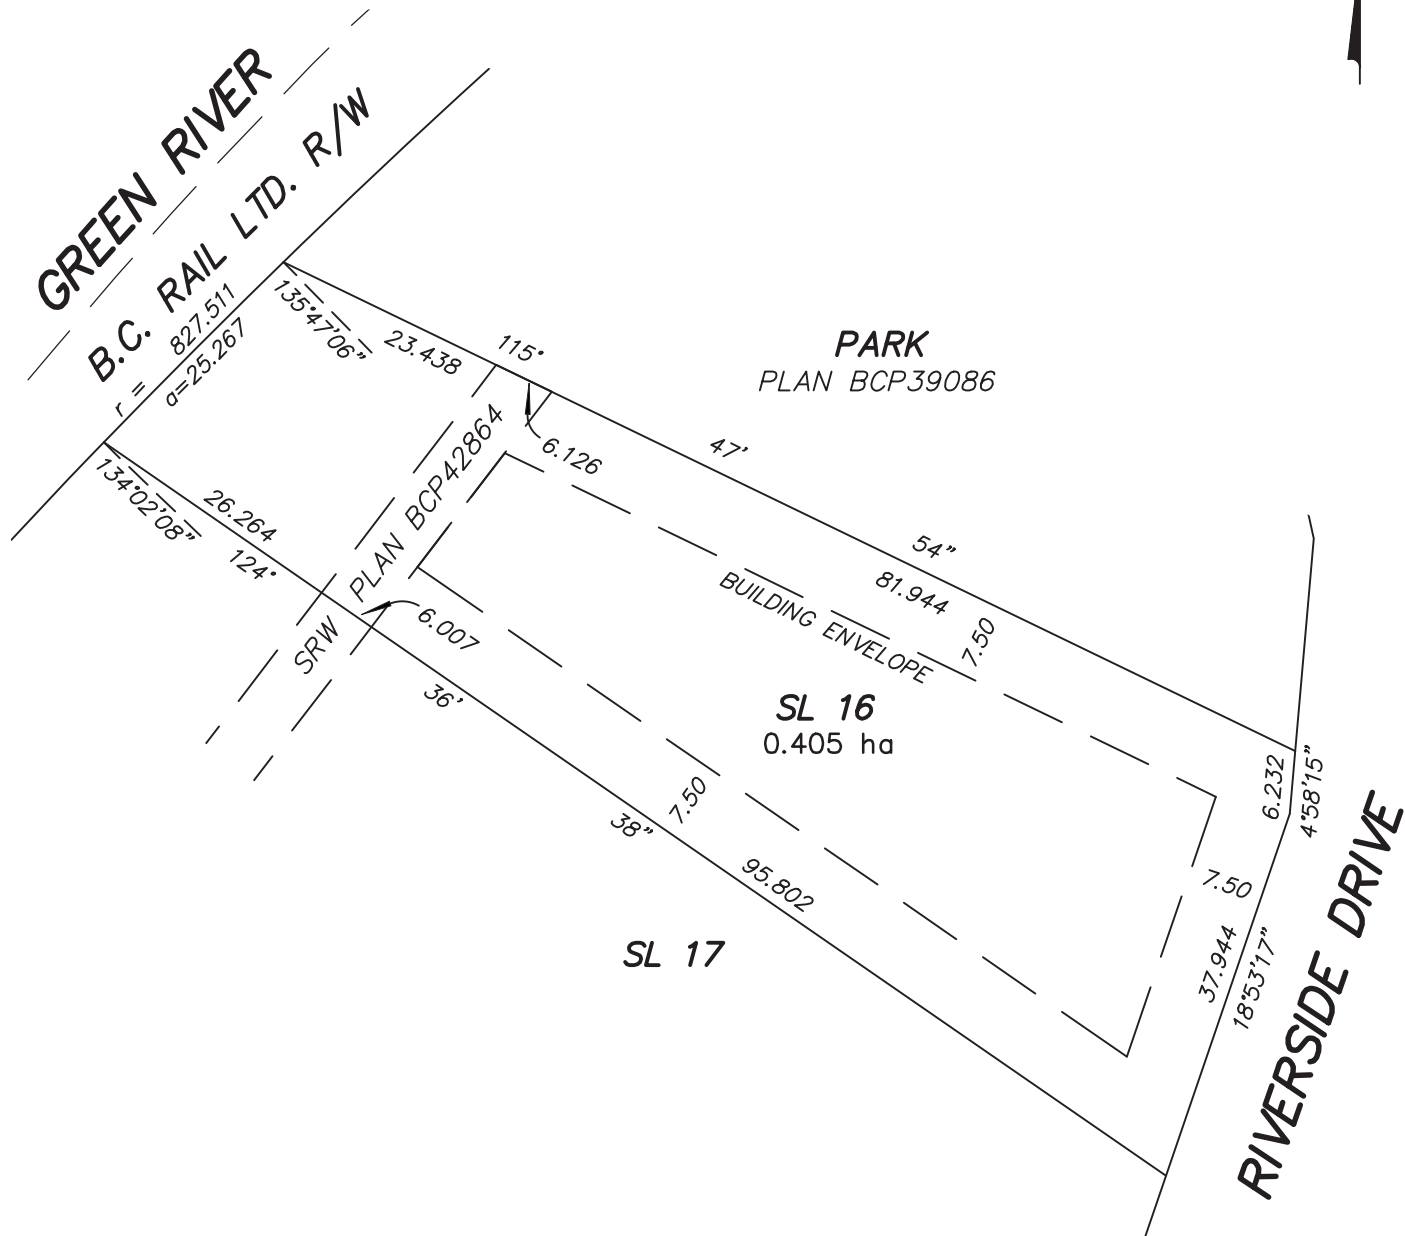 GREEN RIVER
B.C. RAIL LTD. R/W
r = 827.511
a=25.267
135°47'06"
23.438
115°
PARK
PLAN BCP39086
47'
6.126
134°02'08"
26.264
124°
SRW PLAN BCP42864
54"
81.944
BUILDING ENVELOPE
7.50
6.007
36'
SL 16
0.405 ha
6.232
4°58'15"
7.50
38"
95.802
7.50
37.944
18°53'17"
SL 17
RIVERSIDE DRIVE